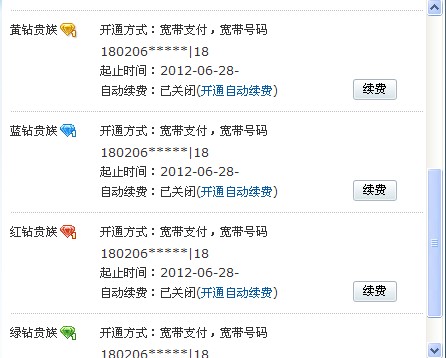 黄钻贵族 开通方式：宽带支付，宽带号码
180206*****|18
起止时间：2012-06-28-
自动续费：已关闭(开通自动续费) 续费
蓝钻贵族 开通方式：宽带支付，宽带号码
180206*****|18
起止时间：2012-06-28-
自动续费：已关闭(开通自动续费) 续费
红钻贵族 开通方式：宽带支付，宽带号码
180206*****|18
起止时间：2012-06-28-
自动续费：已关闭(开通自动续费) 续费
绿钻贵族 开通方式：宽带支付，宽带号码
180206*****|18